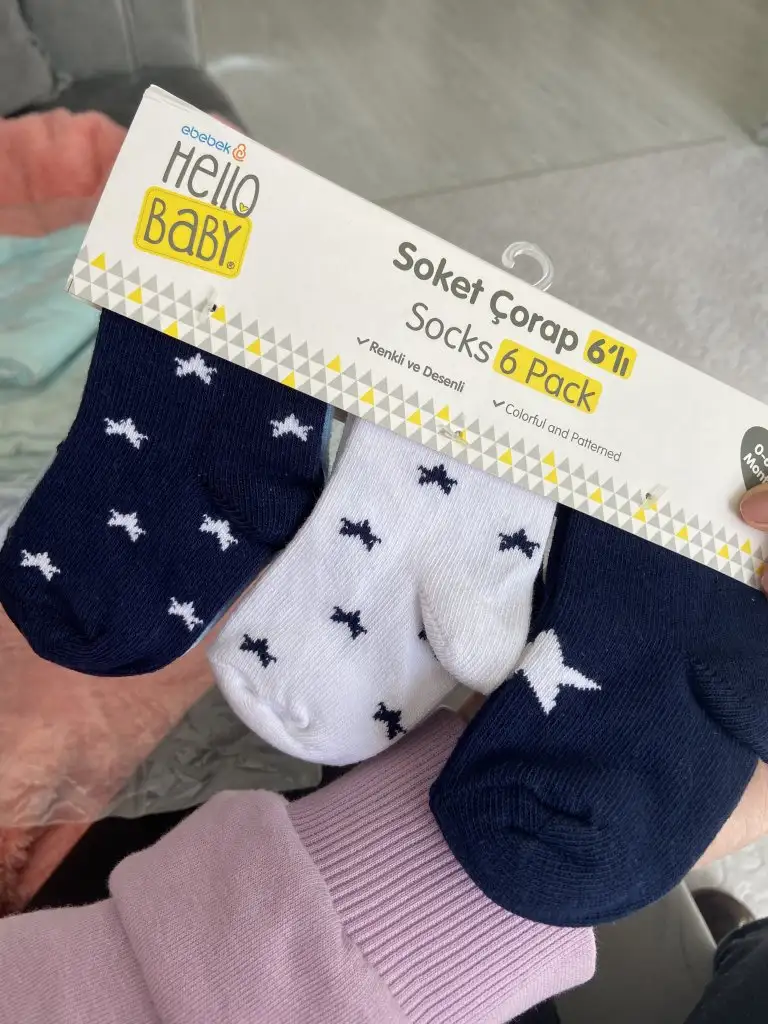 ebebek
Hello
BaBY®
Soket Çorap 6'lı
Socks 6 Pack
Renkli ve Desenli
Colorful and Patterned